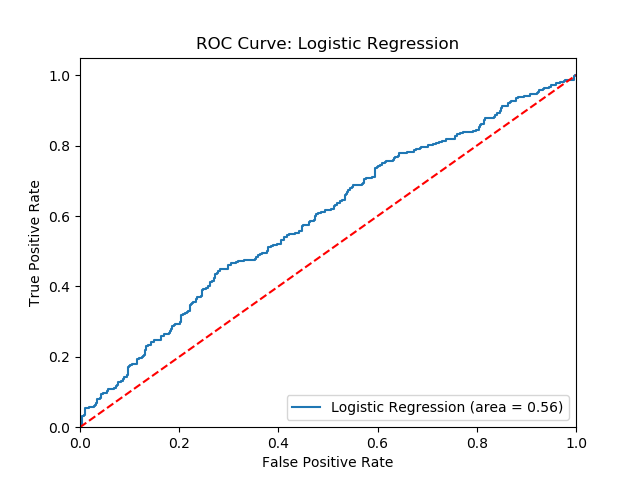 ROC Curve: Logistic Regression
True Positive Rate
1.0
0.8
0.6
0.4
0.2
0.0
Logistic Regression (area = 0.56)
0.0 0.2 0.4 0.6 0.8 1.0
False Positive Rate